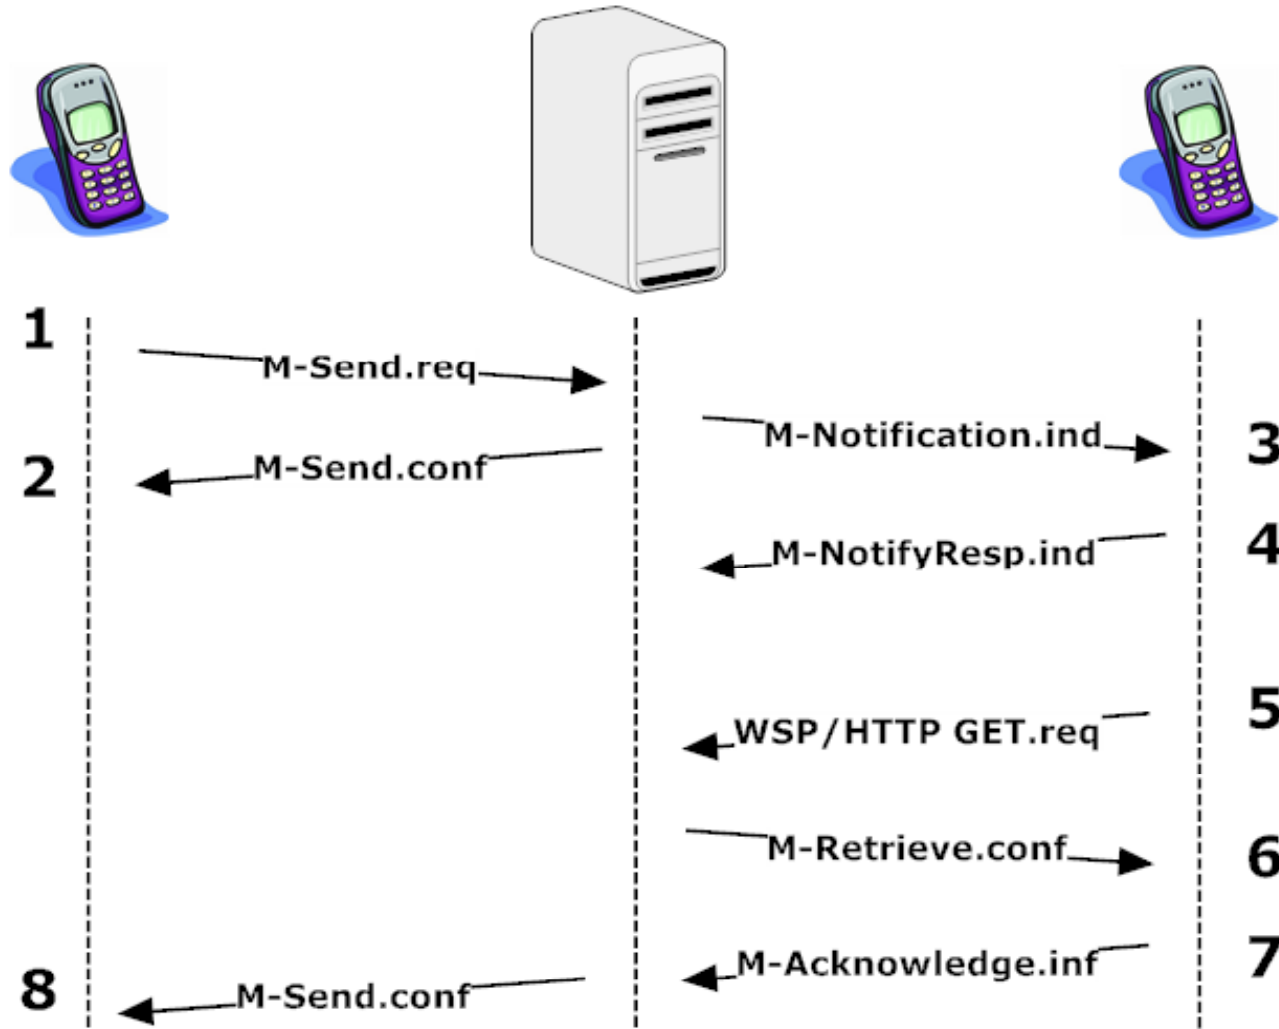 1
M-Send.req
M-Notification.ind
3
2
M-Send.conf
M-NotifyResp.ind
4
WSP/HTTP GET.req
5
M-Retrieve.conf
6
M-Acknowledge.inf
7
8
M-Send.conf